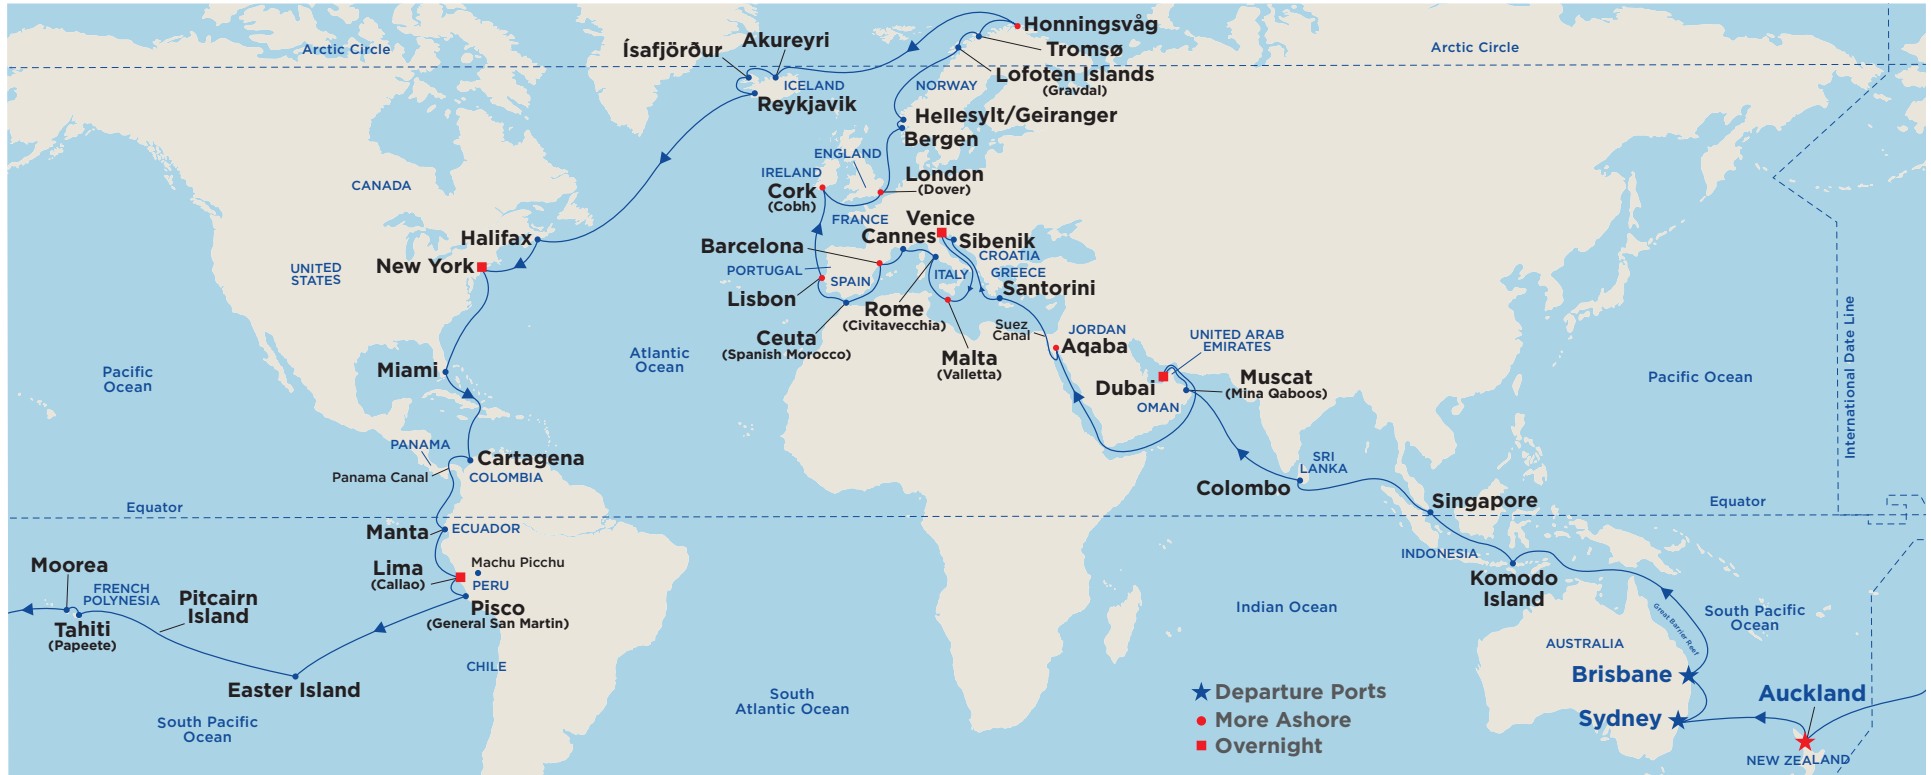 Arctic Circle
Ísafjörður
Akureyri
Honningsvåg
Tromsø
Arctic Circle
Lofoten Islands
(Gravdal)
ICELAND
NORWAY
Reykjavik
Hellesylt/Geiranger
Bergen
ENGLAND
IRELAND
London
(Dover)
CANADA
Cork
(Cobh)
FRANCE
Venice
Cannes
Halifax
Barcelona
Sibenik
CROATIA
New York
UNITED
STATES
PORTUGAL
SPAIN
ITALY
GREECE
Santorini
Lisbon
Rome
(Civitavecchia)
Suez
Canal
JORDAN
Aqaba
UNITED ARAB
EMIRATES
Ceuta
(Spanish Morocco)
Atlantic
Ocean
Malta
(Valletta)
Pacific
Ocean
Miami
Dubai
Muscat
(Mina Qaboos)
OMAN
Pacific Ocean
International Date Line
PANAMA
Panama Canal
Cartagena
COLOMBIA
SRI
LANKA
Colombo
Singapore
Equator
Equator
Manta
ECUADOR
INDONESIA
Moorea
Lima
(Callao)
Machu Picchu
PERU
Komodo
Island
FRENCH
POLYNESIA
Pitcairn
Island
Pisco
(General San Martin)
Indian Ocean
Great Barrier Reef
South Pacific
Ocean
Tahiti
(Papeete)
AUSTRALIA
CHILE
Easter Island
Brisbane
South Pacific
Ocean
South
Atlantic Ocean
Departure Ports
More Ashore
Overnight
Sydney
Auckland
NEW ZEALAND